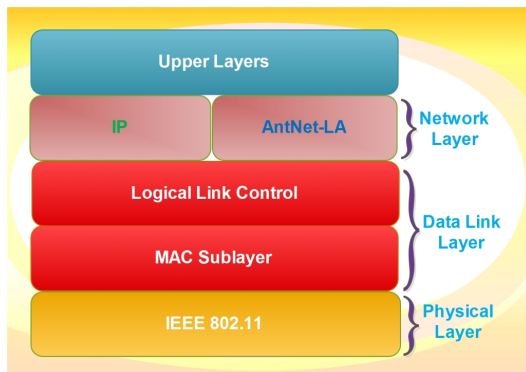 Upper Layers
IP
AntNet-LA
Network
Layer
Logical Link Control
Data Link
Layer
MAC Sublayer
IEEE 802.11
Physical
Layer